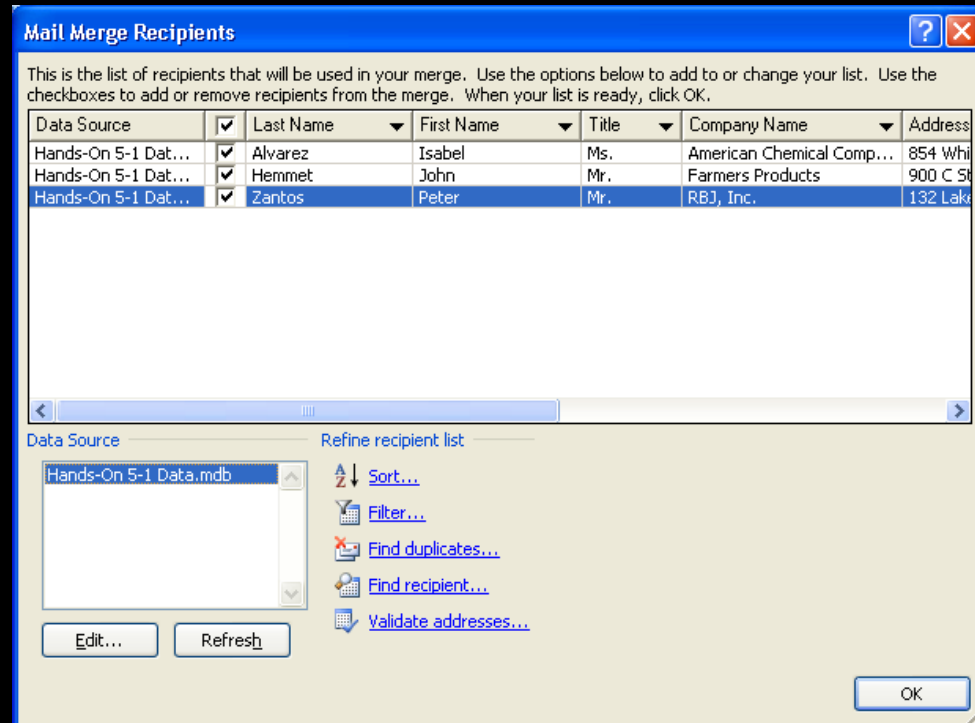 Mail Merge Recipients
This is the list of recipients that will be used in your merge. Use the options below to add to or change your list. Use the
checkboxes to add or remove recipients from the merge. When your list is ready, click OK.
Data Source Last Name First Name Title Company Name Address
Hands-On 5-1 Dat... Alvarez Isabel Ms. American Chemical Comp... 854 Whi
Hands-On 5-1 Dat... Hemmet John Mr. Farmers Products 900 C St
Hands-On 5-1 Dat... Zantos Peter Mr. RBJ, Inc. 132 Lake
Data Source
Hands-On 5-1 Data.mdb
Edit... Refresh
Refine recipient list
Sort...
Filter...
Find duplicates...
Find recipient...
Validate addresses...
OK